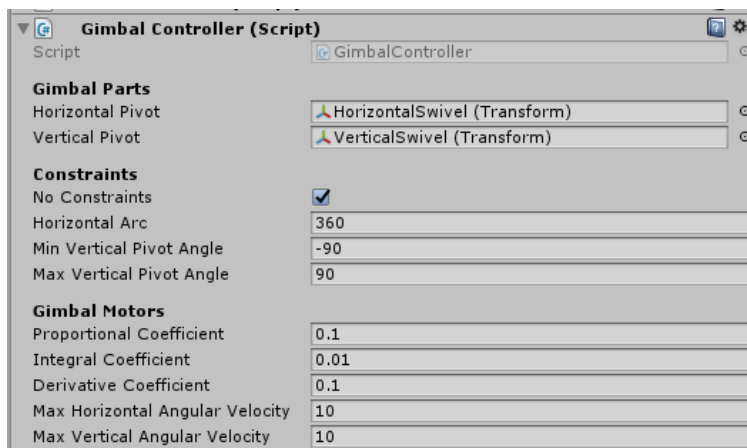 Gimbal Controller (Script)
Script GimbalController
Gimbal Parts
Horizontal Pivot HorizontalSwivel (Transform)
Vertical Pivot VerticalSwivel (Transform)
Constraints
No Constraints
Horizontal Arc 360
Min Vertical Pivot Angle -90
Max Vertical Pivot Angle 90
Gimbal Motors
Proportional Coefficient 0.1
Integral Coefficient 0.01
Derivative Coefficient 0.1
Max Horizontal Angular Velocity 10
Max Vertical Angular Velocity 10